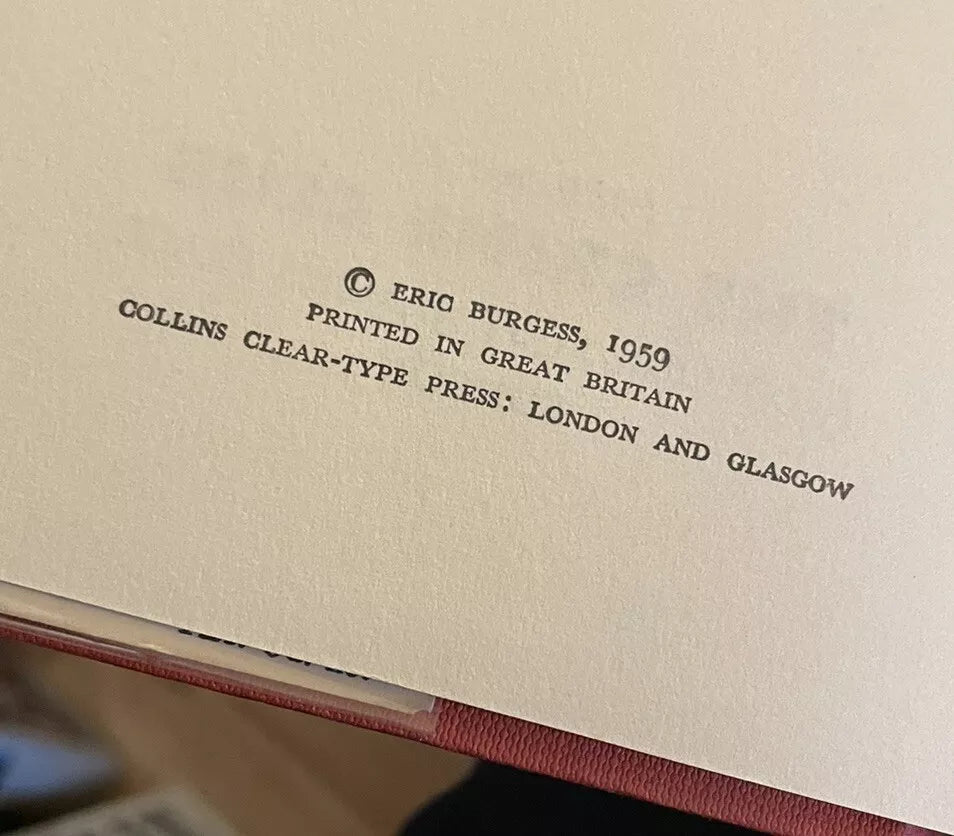 © ERIC BURGESS, 1959
PRINTED IN GREAT BRITAIN
COLLINS CLEAR-TYPE PRESS: LONDON AND GLASGOW